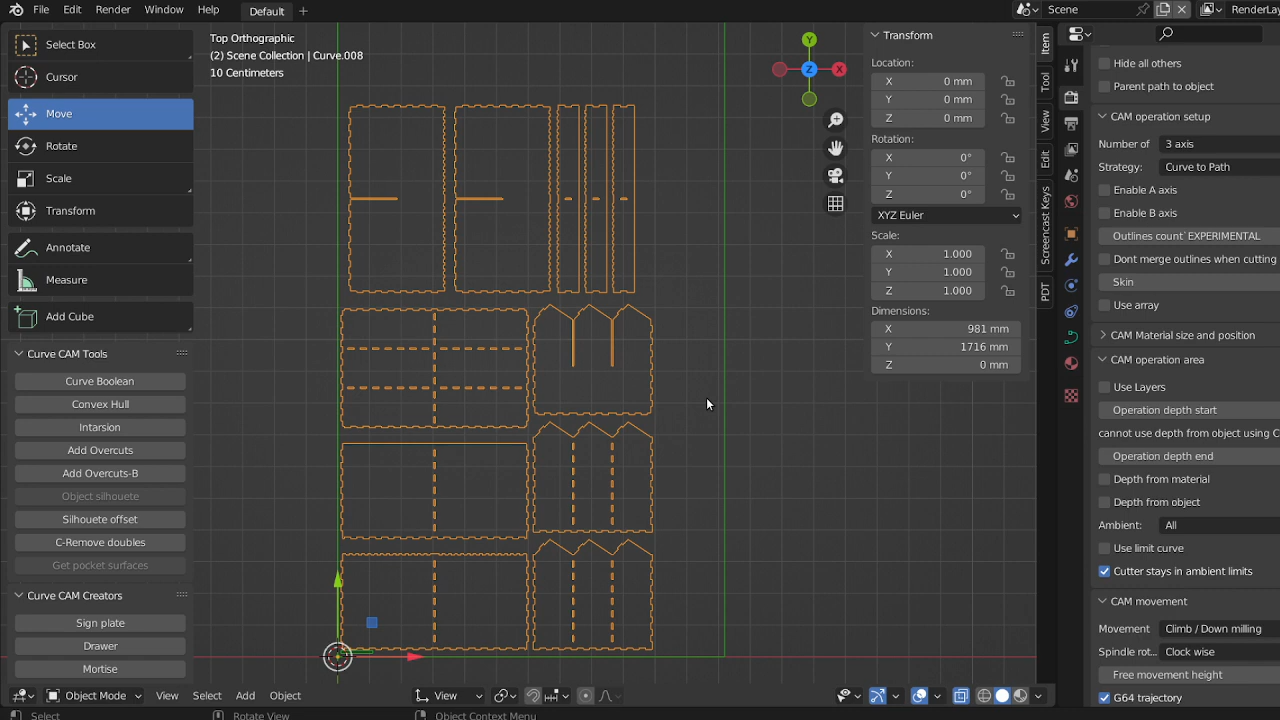 File Edit Render Window Help Default + Scene RenderLay
Select Box
Cursor
Move
Rotate
Scale
Transform
Annotate
Measure
Add Cube
Curve CAM Tools
Curve Boolean
Convex Hull
Intarsion
Add Overcuts
Add Overcuts-B
Object silhouete
Silhouete offset
C-Remove doubles
Get pocket surfaces
Curve CAM Creators
Sign plate
Drawer
Mortise
Top Orthographic
(2) Scene Collection | Curve.008
10 Centimeters
Y
Z
X
Transform
Location:
X 0 mm
Y 0 mm
Z 0 mm
Rotation:
X 0°
Y 0°
Z 0°
XYZ Euler
Scale:
X 1.000
Y 1.000
Z 1.000
Dimensions:
X 981 mm
Y 1716 mm
Z 0 mm
Item
Tool
View
Edit
Screencast Keys
PDT
Hide all others
Parent path to object
CAM operation setup
Number of 3 axis
Strategy: Curve to Path
Enable A axis
Enable B axis
Outlines count`EXPERIMENTAL
Dont merge outlines when cutting
Skin
Use array
CAM Material size and position
CAM operation area
Use Layers
Operation depth start
cannot use depth from object using C
Operation depth end
Depth from material
Depth from object
Ambient: All
Use limit curve
Cutter stays in ambient limits
CAM movement
Movement Climb / Down milling
Spindle rot... Clock wise
Free movement height
G64 trajectory
Object Mode View Select Add Object View
Select Rotate View Object Context Menu